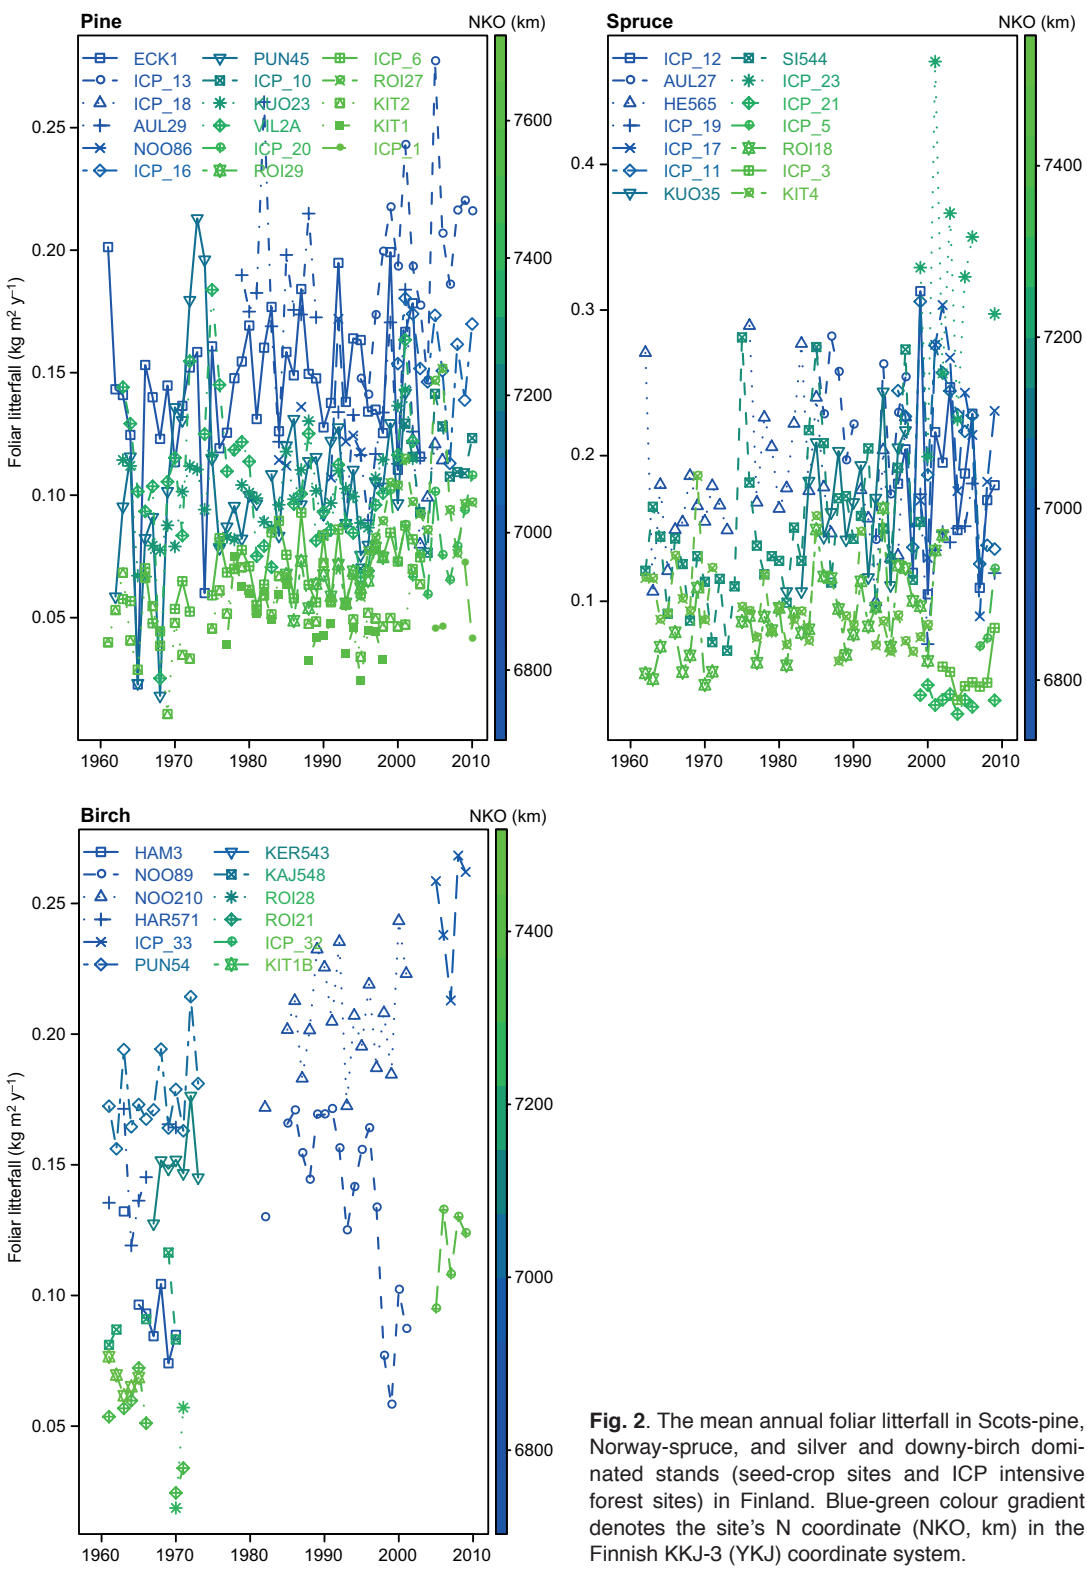 Pine
NKO (km)
ECK1
ICP_13
ICP_18
AUL29
NOO86
ICP_16
PUN45
ICP_10
KUO23
VIL2A
ICP_20
ROI29
ICP_6
ROI27
KIT2
KIT1
ICP_1
0.25
0.20
0.15
0.10
0.05
Foliar litterfall (kg m² y⁻¹)
1960 1970 1980 1990 2000 2010
7600
7400
7200
7000
6800
Spruce
NKO (km)
ICP_12
AUL27
HE565
ICP_19
ICP_17
ICP_11
KUO35
SI544
ICP_23
ICP_21
ICP_5
ROI18
ICP_3
KIT4
0.4
0.3
0.2
0.1
1960 1970 1980 1990 2000 2010
7400
7200
7000
6800
Birch
NKO (km)
HAM3
NOO89
NOO210
HAR571
ICP_33
PUN54
KER543
KAJ548
ROI28
ROI21
ICP_32
KIT1B
0.25
0.20
0.15
0.10
0.05
Foliar litterfall (kg m² y⁻¹)
1960 1970 1980 1990 2000 2010
7400
7200
7000
6800
Fig. 2. The mean annual foliar litterfall in Scots-pine,
Norway-spruce, and silver and downy-birch domi-
nated stands (seed-crop sites and ICP intensive
forest sites) in Finland. Blue-green colour gradient
denotes the site's N coordinate (NKO, km) in the
Finnish KKJ-3 (YKJ) coordinate system.